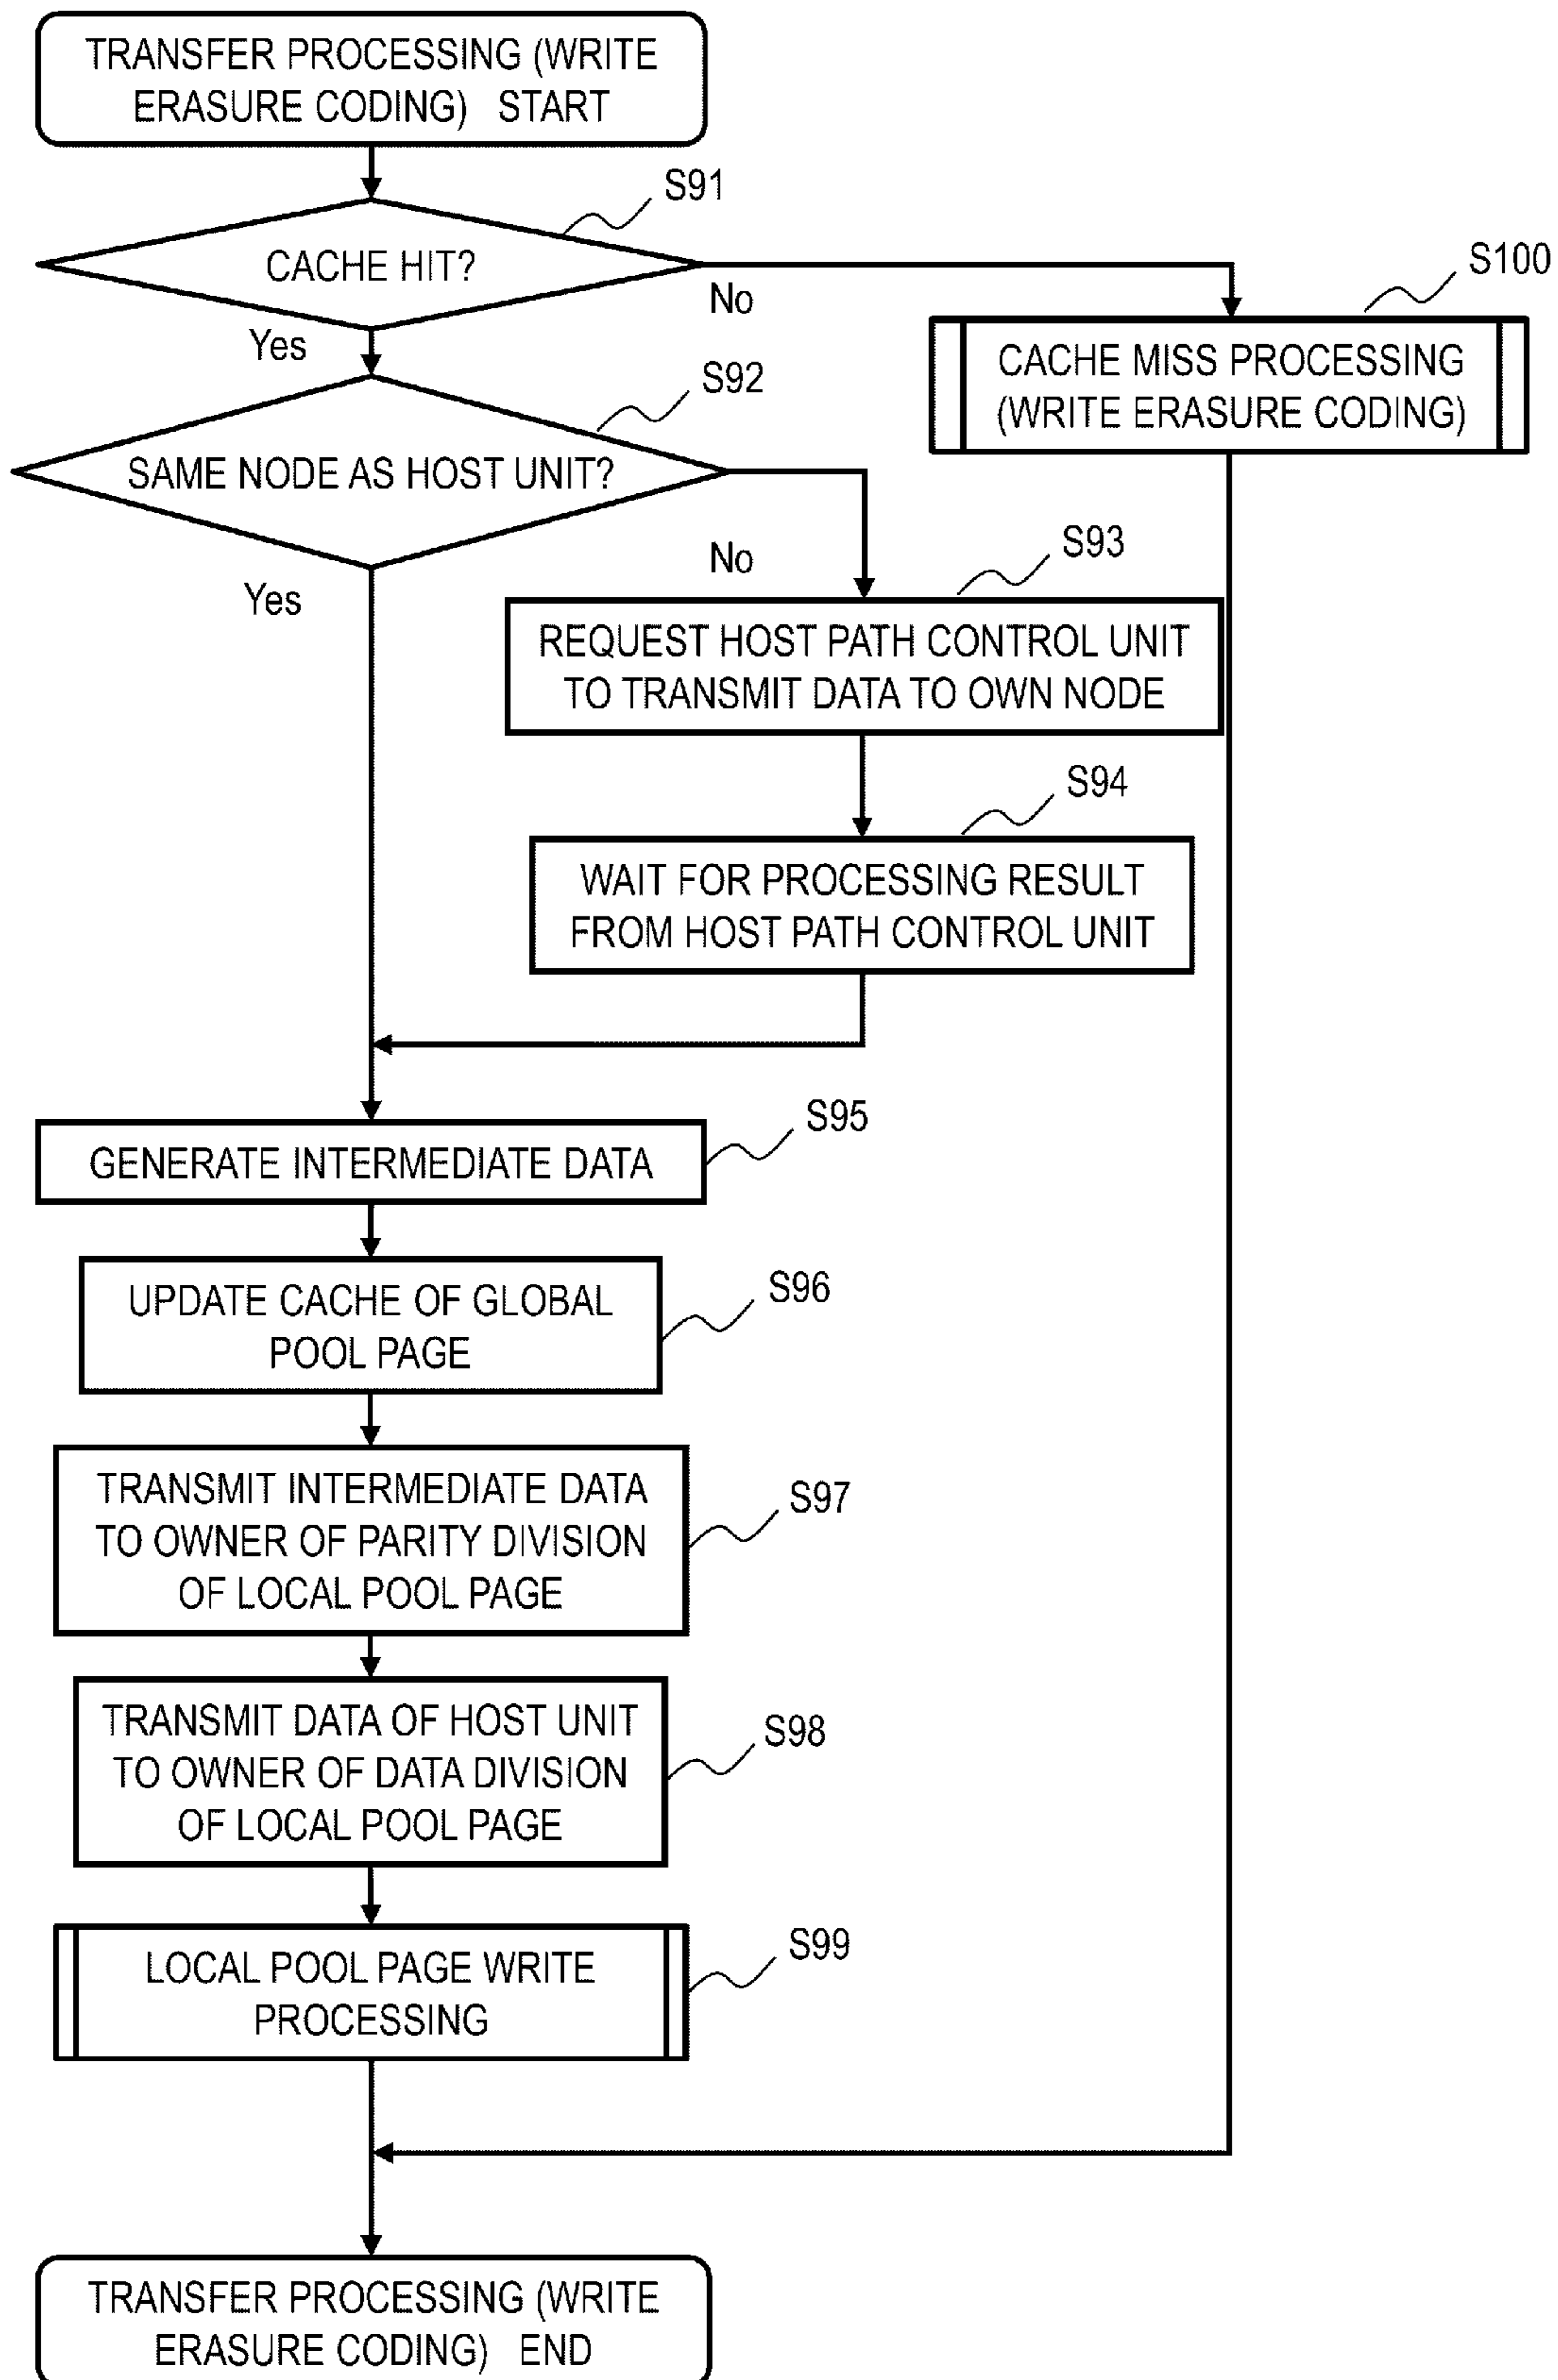 TRANSFER PROCESSING (WRITE
ERASURE CODING) START
S91
CACHE HIT?
No
Yes
S100
CACHE MISS PROCESSING
(WRITE ERASURE CODING)
S92
SAME NODE AS HOST UNIT?
No
Yes
S93
REQUEST HOST PATH CONTROL UNIT
TO TRANSMIT DATA TO OWN NODE
S94
WAIT FOR PROCESSING RESULT
FROM HOST PATH CONTROL UNIT
S95
GENERATE INTERMEDIATE DATA
S96
UPDATE CACHE OF GLOBAL
POOL PAGE
S97
TRANSMIT INTERMEDIATE DATA
TO OWNER OF PARITY DIVISION
OF LOCAL POOL PAGE
S98
TRANSMIT DATA OF HOST UNIT
TO OWNER OF DATA DIVISION
OF LOCAL POOL PAGE
S99
LOCAL POOL PAGE WRITE
PROCESSING
TRANSFER PROCESSING (WRITE
ERASURE CODING) END